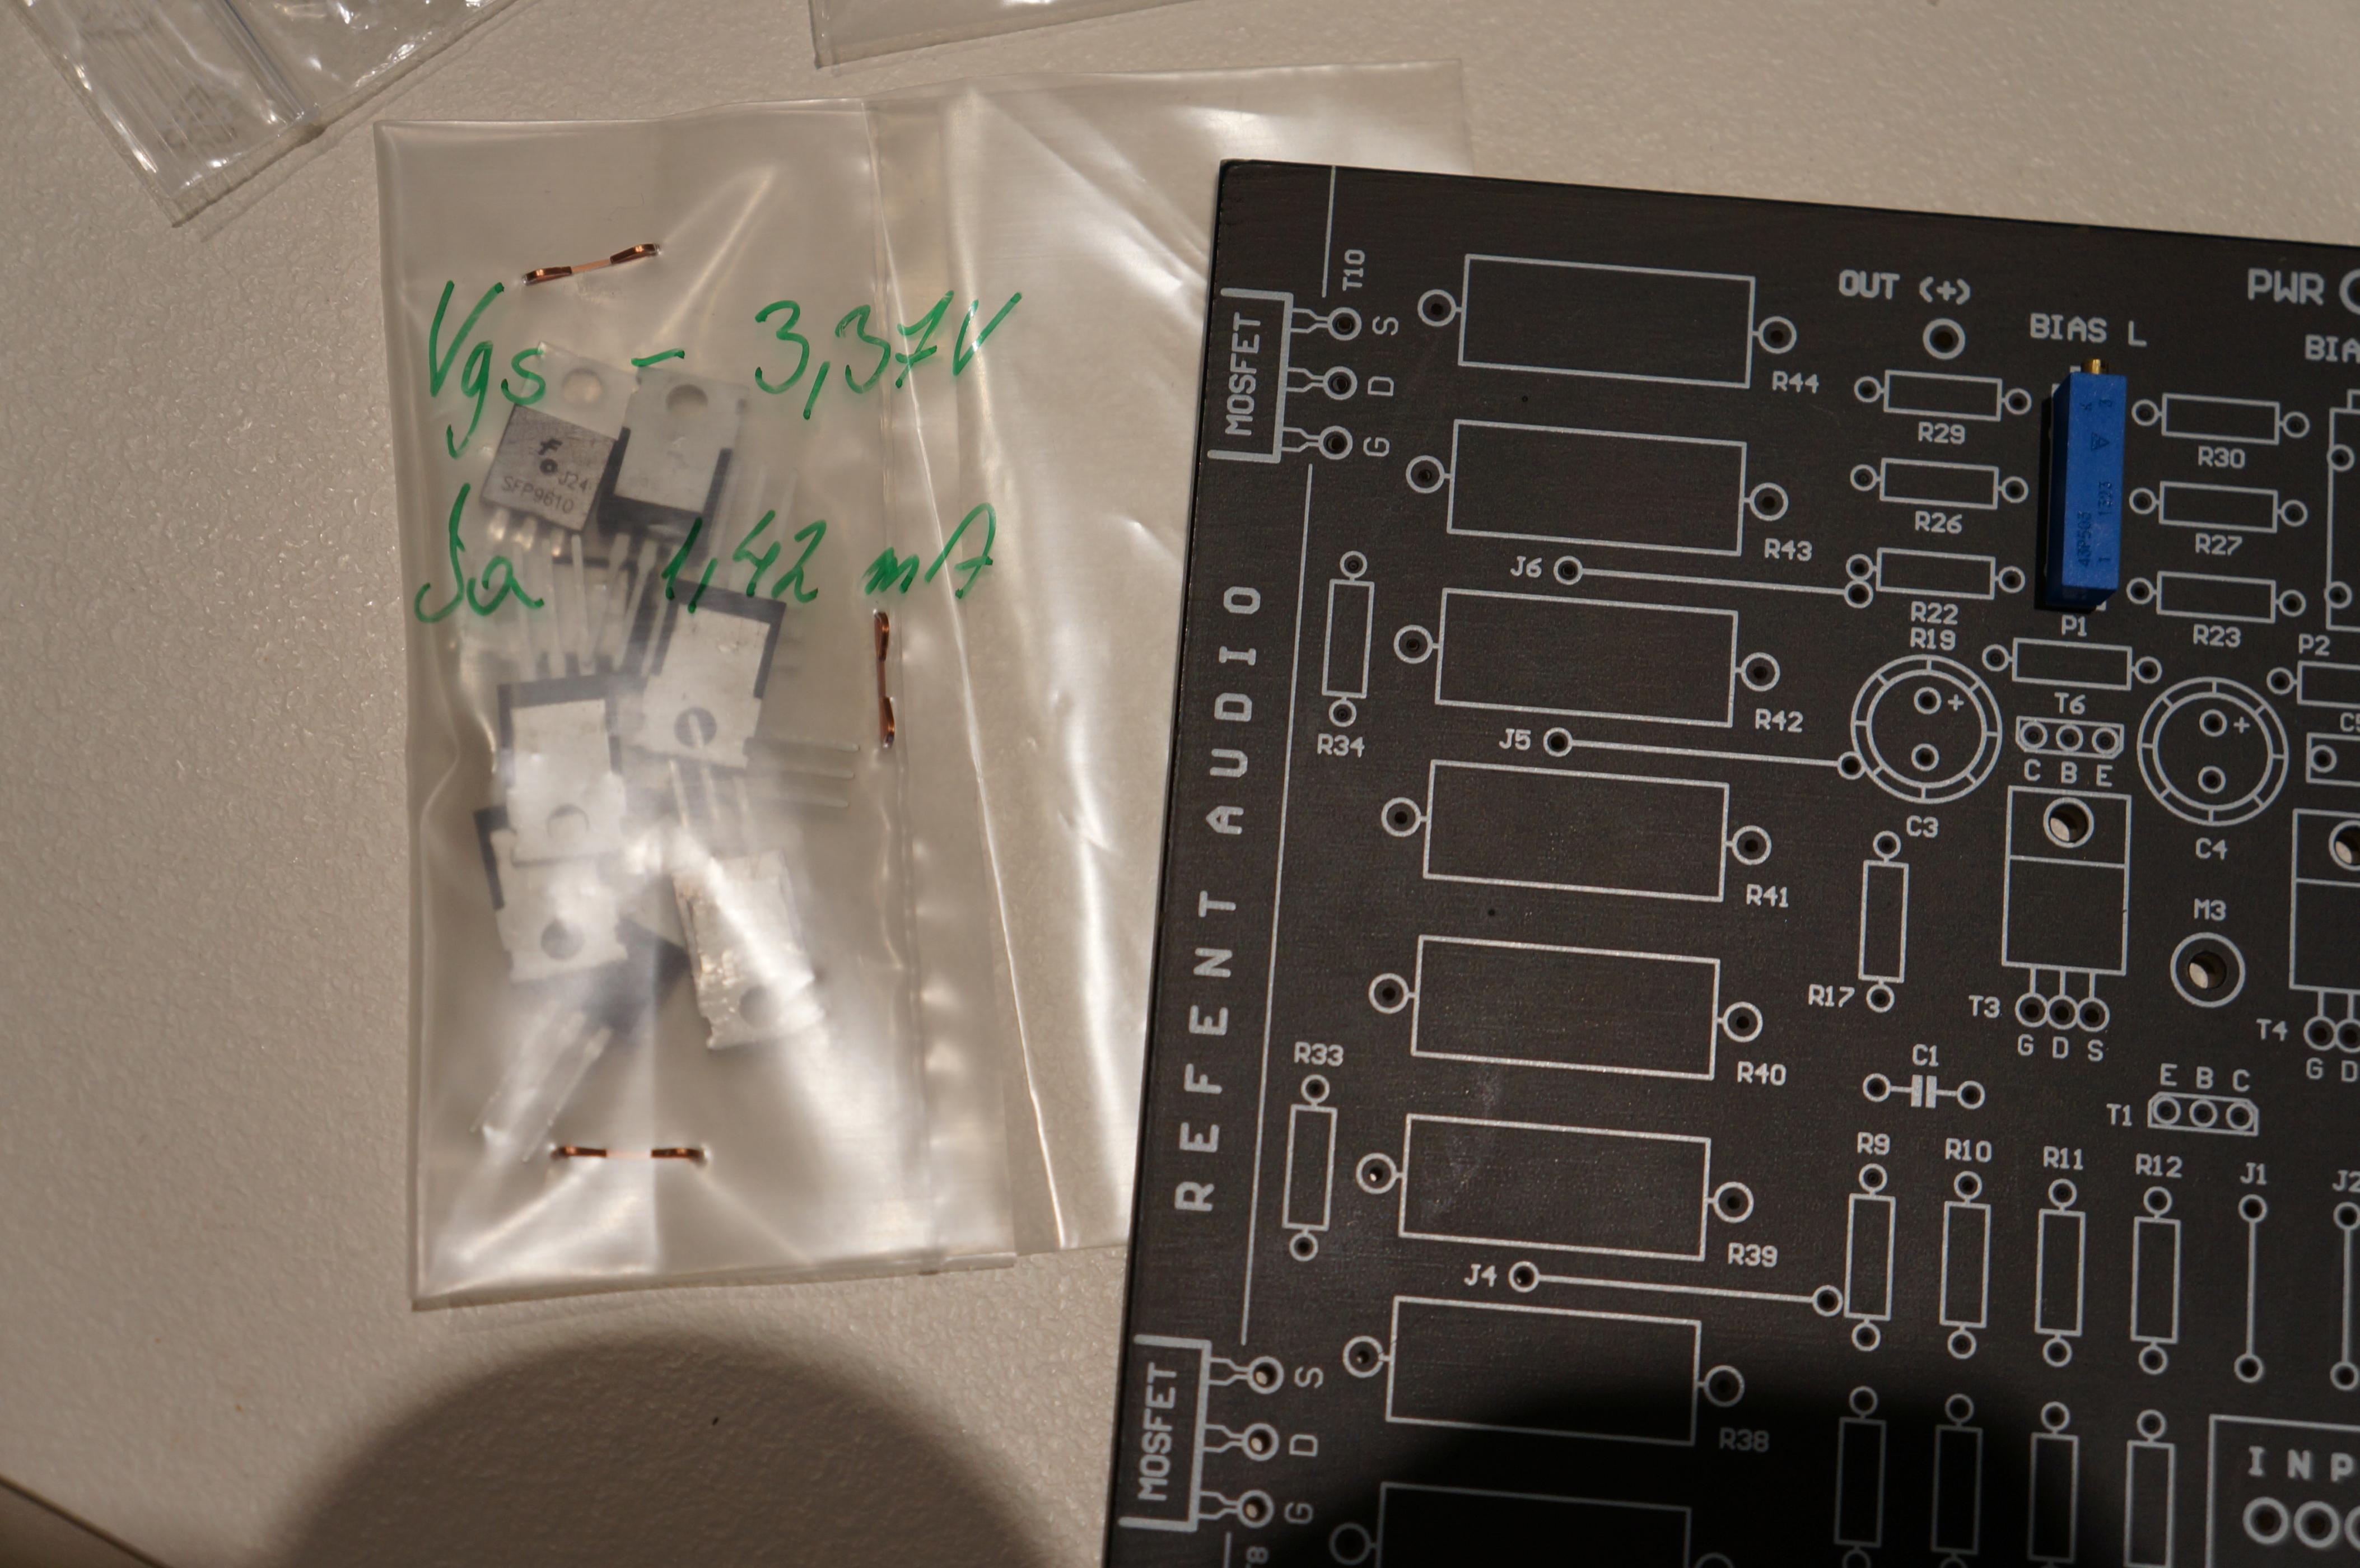 Vgs - 3,37V
Ja 1,42 mA
F
J24
SFP9610
REFENT AUDIO
MOSFET
T10
S
D
G
R44
R43
J6
R42
J5
R34
R41
R40
R33
R39
J4
R38
MOSFET
S
D
G
OUT (+)
BIAS L
PWR
R29
R30
R26
R27
R22
R23
R19
P1
P2
T6
C B E
C3
C4
M3
R17
T3
G D S
T4
G D
C1
E B C
T1
R9
R10
R11
R12
J1